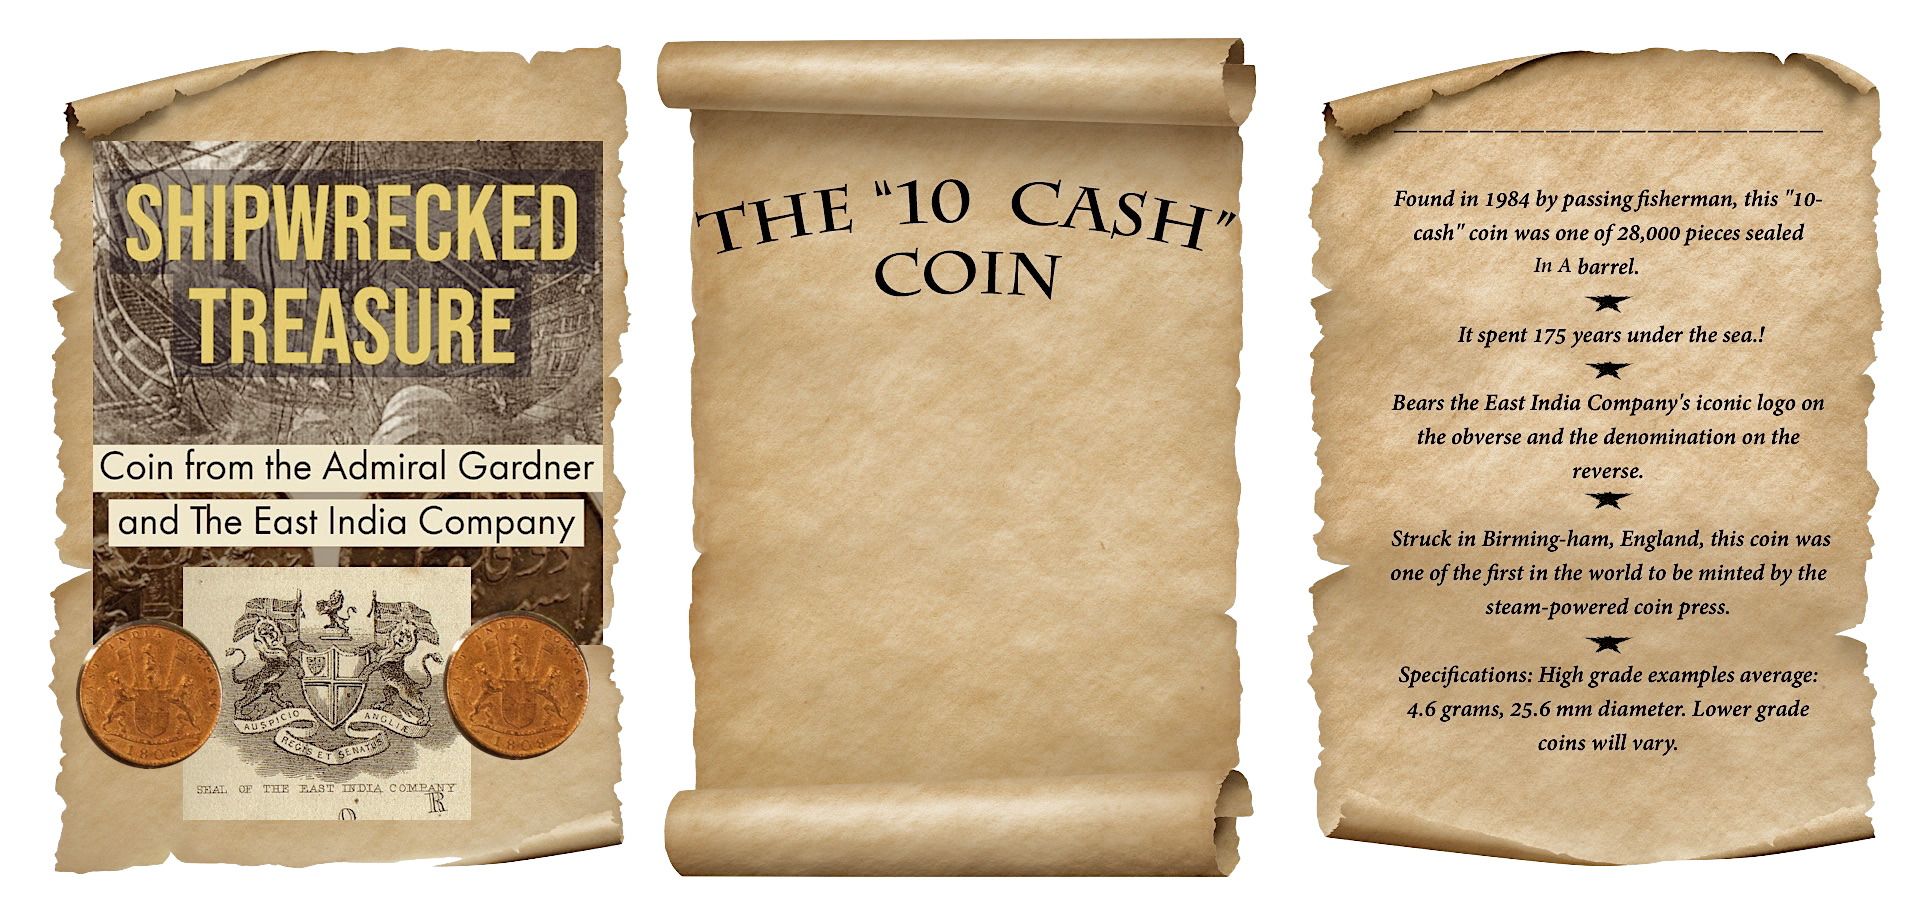 SHIPWRECKED
TREASURE
Coin from the Admiral Gardner
and The East India Company
INDIA
1808
AUSPICIO
ANGLIÆ
REGIS ET SENATUS
INDIA COM
1808
SEAL OF THE EAST INDIA COMPANY
R
O
THE "10 CASH"
COIN
Found in 1984 by passing fisherman, this "10-
cash" coin was one of 28,000 pieces sealed
In A barrel.
It spent 175 years under the sea.!
Bears the East India Company's iconic logo on
the obverse and the denomination on the
reverse.
Struck in Birming-ham, England, this coin was
one of the first in the world to be minted by the
steam-powered coin press.
Specifications: High grade examples average:
4.6 grams, 25.6 mm diameter. Lower grade
coins will vary.